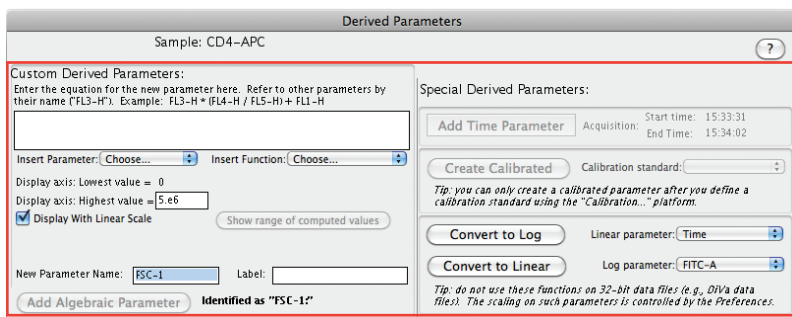 Derived Parameters
Sample: CD4-APC
?
Custom Derived Parameters:
Enter the equation for the new parameter here. Refer to other parameters by
their name ("FL3-H"). Example: FL3-H * (FL4-H / FL5-H) + FL1-H
Insert Parameter: Choose... Insert Function: Choose...
Display axis: Lowest value = 0
Display axis: Highest value = 5.e6
Display With Linear Scale Show range of computed values
New Parameter Name: FSC-1 Label:
Add Algebraic Parameter Identified as "FSC-1:"
Special Derived Parameters:
Add Time Parameter Acquisition: Start time: 15:33:31
End Time: 15:34:02
Create Calibrated Calibration standard:
Tip: you can only create a calibrated parameter after you define a
calibration standard using the "Calibration..." platform.
Convert to Log Linear parameter: Time
Convert to Linear Log parameter: FITC-A
Tip: do not use these functions on 32-bit data files (e.g., DiVa data
files). The scaling on such parameters is controlled by the Preferences.